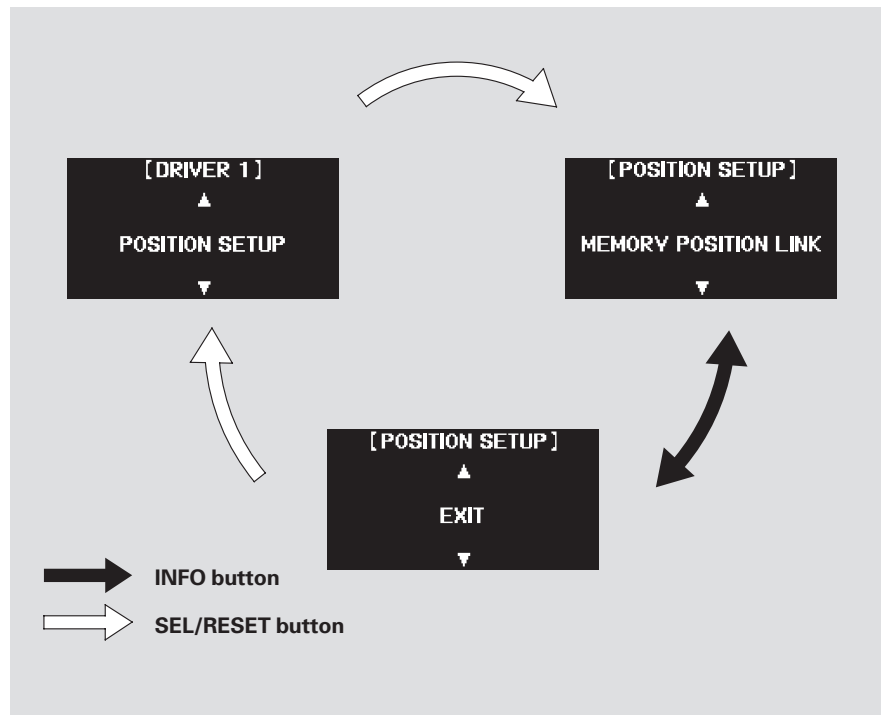 [DRIVER 1]
▲
POSITION SETUP
▼
[POSITION SETUP]
▲
MEMORY POSITION LINK
▼
[POSITION SETUP]
▲
EXIT
▼
INFO button
SEL/RESET button